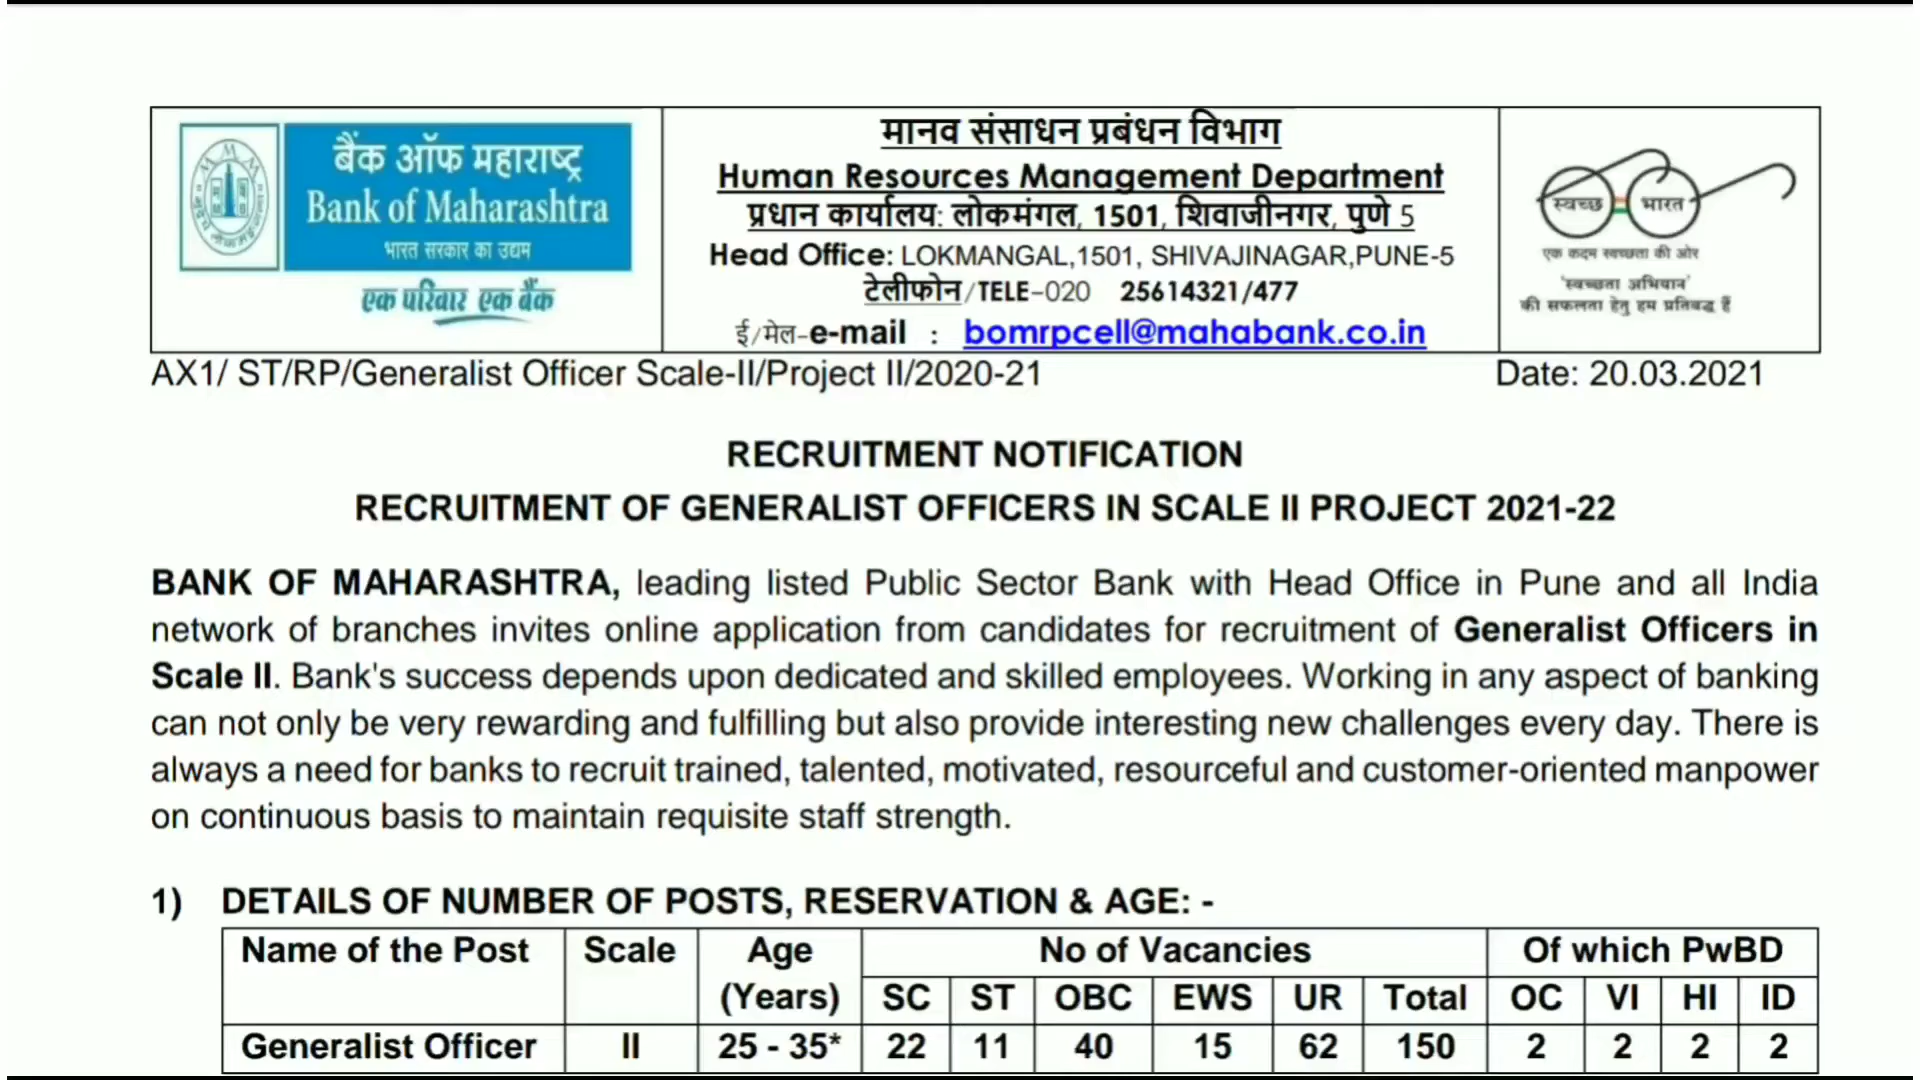 बैंक ऑफ महाराष्ट्र
Bank of Maharashtra
भारत सरकार का उद्यम
एक परिवार एक बैंक
मानव संसाधन प्रबंधन विभाग
Human Resources Management Department
प्रधान कार्यालय: लोकमंगल, 1501, शिवाजीनगर, पुणे 5
Head Office: LOKMANGAL,1501, SHIVAJINAGAR,PUNE-5
टेलीफोन/TELE-020 25614321/477
ई/मेल-e-mail : bomrpcell@mahabank.co.in
स्वच्छ भारत
एक कदम स्वच्छता की ओर
'स्वच्छता अभियान'
की सफलता हेतु हम प्रतिबद्ध हैं
AX1/ ST/RP/Generalist Officer Scale-II/Project II/2020-21 Date: 20.03.2021
RECRUITMENT NOTIFICATION
RECRUITMENT OF GENERALIST OFFICERS IN SCALE II PROJECT 2021-22
BANK OF MAHARASHTRA, leading listed Public Sector Bank with Head Office in Pune and all India
network of branches invites online application from candidates for recruitment of Generalist Officers in
Scale II. Bank's success depends upon dedicated and skilled employees. Working in any aspect of banking
can not only be very rewarding and fulfilling but also provide interesting new challenges every day. There is
always a need for banks to recruit trained, talented, motivated, resourceful and customer-oriented manpower
on continuous basis to maintain requisite staff strength.
1) DETAILS OF NUMBER OF POSTS, RESERVATION & AGE: -
Name of the Post Scale Age No of Vacancies Of which PwBD
(Years) SC ST OBC EWS UR Total OC VI HI ID
Generalist Officer II 25 - 35* 22 11 40 15 62 150 2 2 2 2